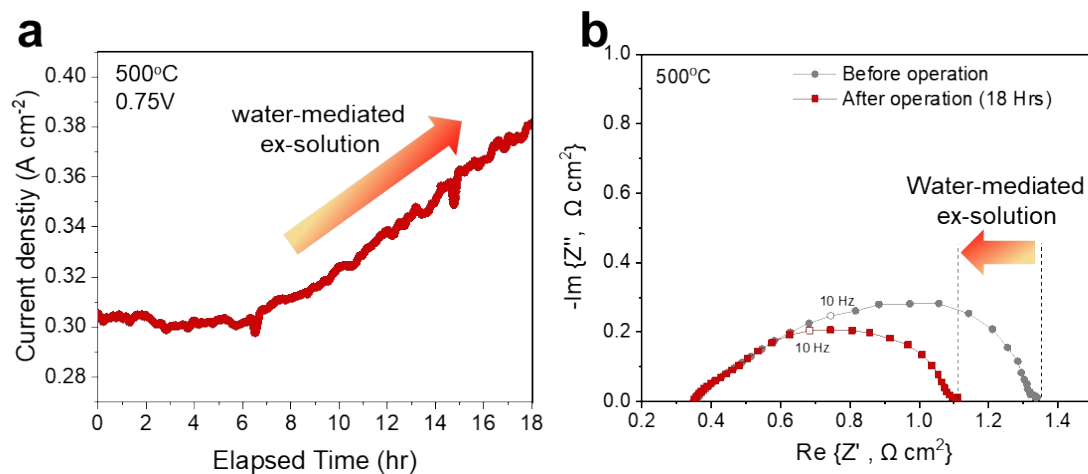 a
500°C
0.75V
water-mediated
ex-solution
Current denstiy (A cm-2)
0.40
0.38
0.36
0.34
0.32
0.30
0.28
0 2 4 6 8 10 12 14 16 18
Elapsed Time (hr)
b
500°C
Before operation
After operation (18 Hrs)
Water-mediated
ex-solution
10 Hz
10 Hz
-Im {Z'' , Ω cm2}
1.0
0.8
0.6
0.4
0.2
0.0
0.2 0.4 0.6 0.8 1.0 1.2 1.4
Re {Z' , Ω cm2}